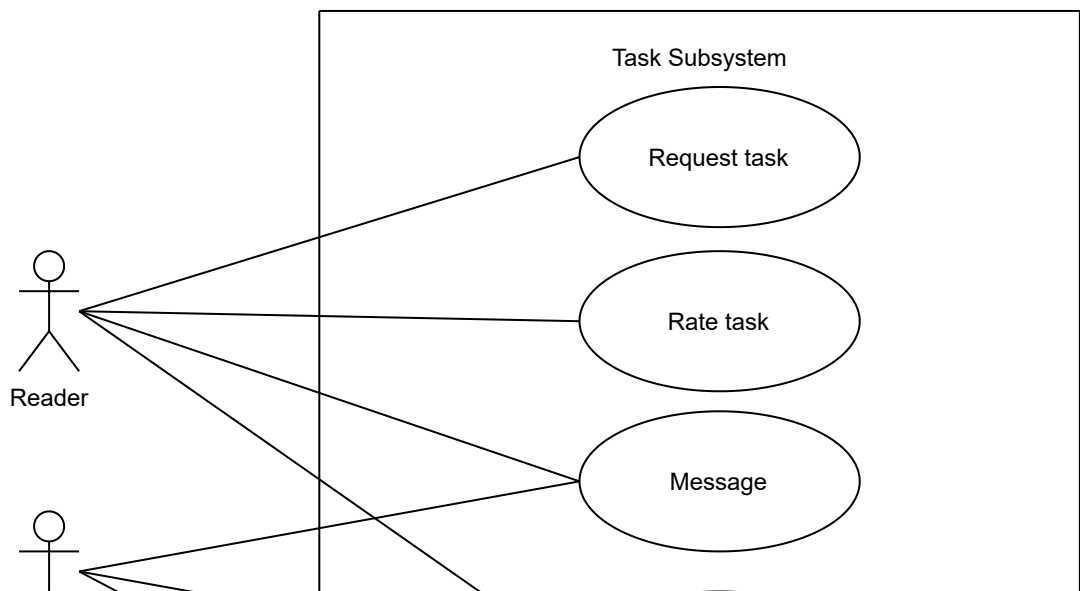 Task Subsystem
Request task
Rate task
Reader
Message